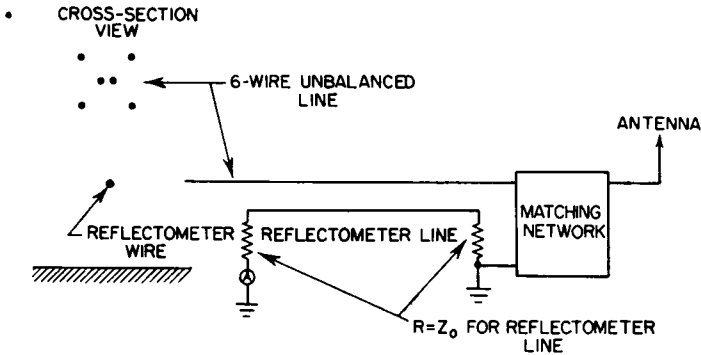 CROSS-SECTION
VIEW
6-WIRE UNBALANCED
LINE
ANTENNA
MATCHING
NETWORK
REFLECTOMETER
WIRE
REFLECTOMETER LINE
A
R=Z₀ FOR REFLECTOMETER
LINE